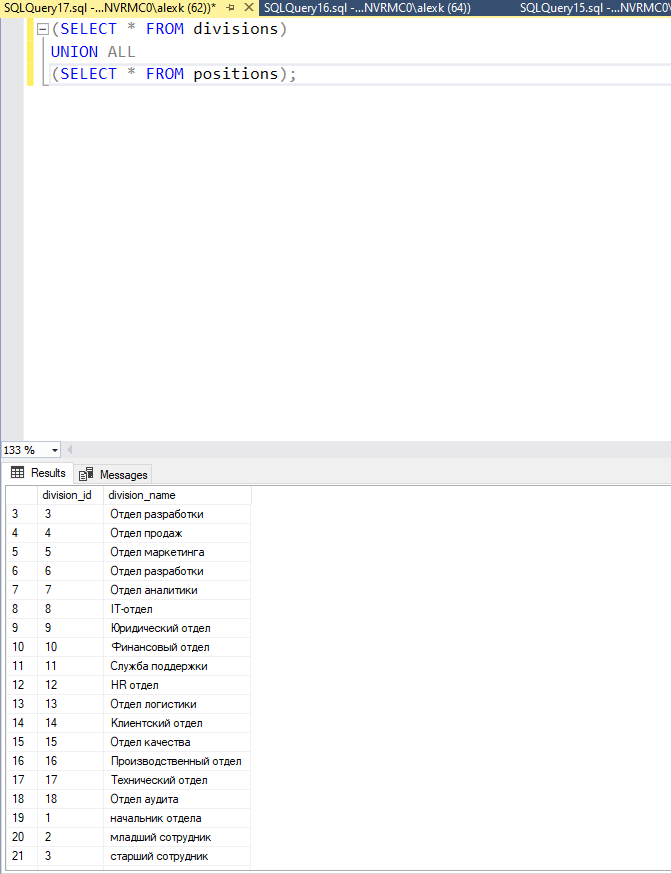 SQLQuery17.sql -...NVRMC0\alexk (62))* SQLQuery16.sql -...NVRMC0\alexk (64)) SQLQuery15.sql -...NVRMC0\
(SELECT * FROM divisions)
UNION ALL
(SELECT * FROM positions);
133 %
Results Messages
division_id division_name
3 3 Отдел разработки
4 4 Отдел продаж
5 5 Отдел маркетинга
6 6 Отдел разработки
7 7 Отдел аналитики
8 8 IT-отдел
9 9 Юридический отдел
10 10 Финансовый отдел
11 11 Служба поддержки
12 12 HR отдел
13 13 Отдел логистики
14 14 Клиентский отдел
15 15 Отдел качества
16 16 Производственный отдел
17 17 Технический отдел
18 18 Отдел аудита
19 1 начальник отдела
20 2 младший сотрудник
21 3 старший сотрудник